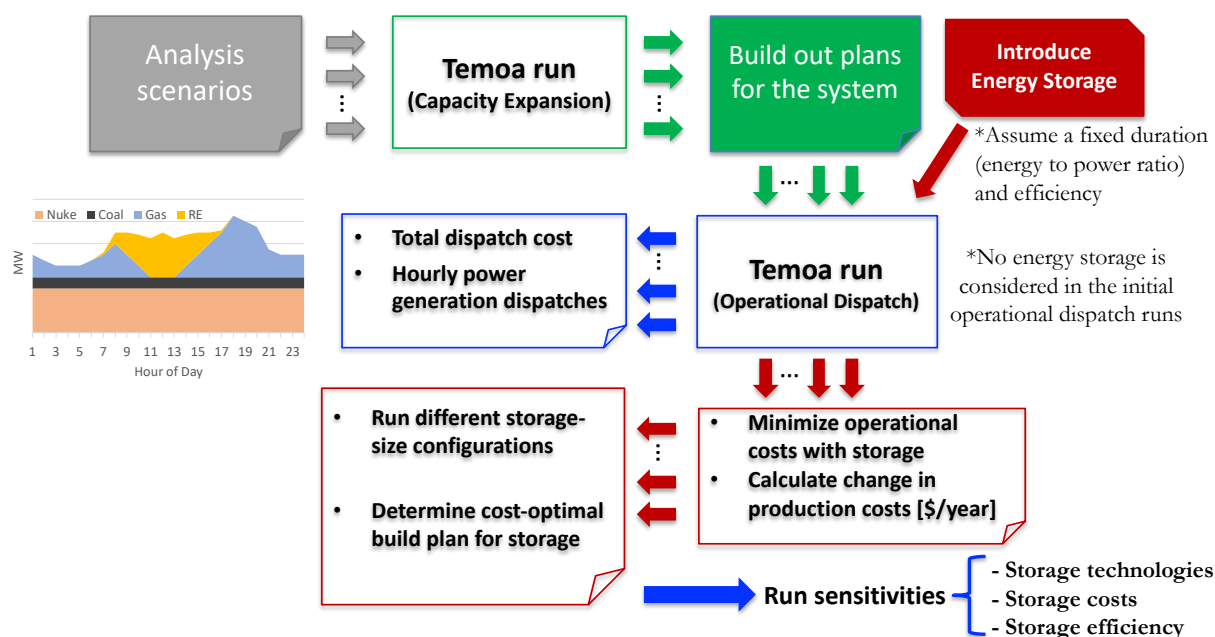 Analysis
scenarios
Temoa run
(Capacity Expansion)
Build out plans
for the system
Introduce
Energy Storage
*Assume a fixed duration
(energy to power ratio)
and efficiency
Nuke Coal Gas RE
MW
1 3 5 7 9 11 13 15 17 19 21 23
Hour of Day
• Total dispatch cost
• Hourly power
generation dispatches
Temoa run
(Operational Dispatch)
*No energy storage is
considered in the initial
operational dispatch runs
• Run different storage-
size configurations
• Determine cost-optimal
build plan for storage
• Minimize operational
costs with storage
• Calculate change in
production costs [$/year]
Run sensitivities
- Storage technologies
- Storage costs
- Storage efficiency